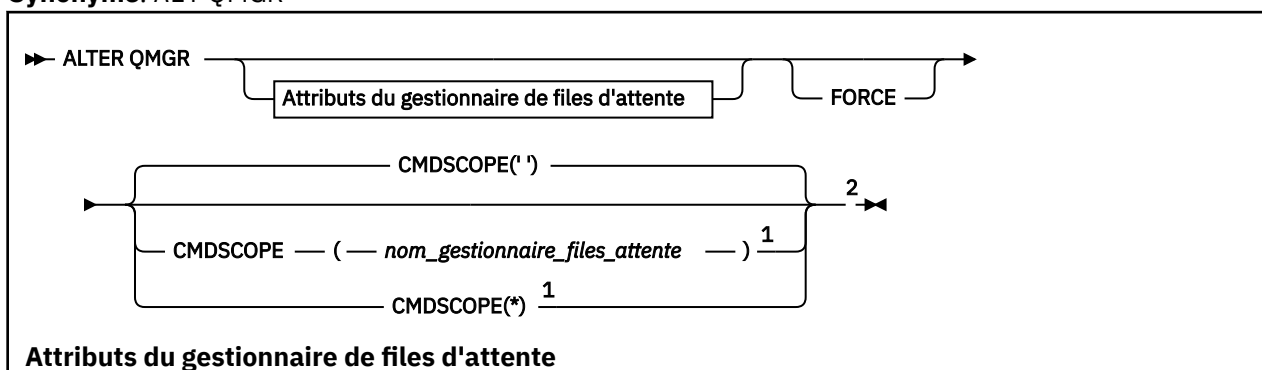 Synonyme: ALT QMGR
ALTER QMGR
Attributs du gestionnaire de files d'attente
FORCE
CMDSCOPE(' ')
2
CMDSCOPE ( nom_gestionnaire_files_attente ) 1
CMDSCOPE(*) 1
Attributs du gestionnaire de files d'attente